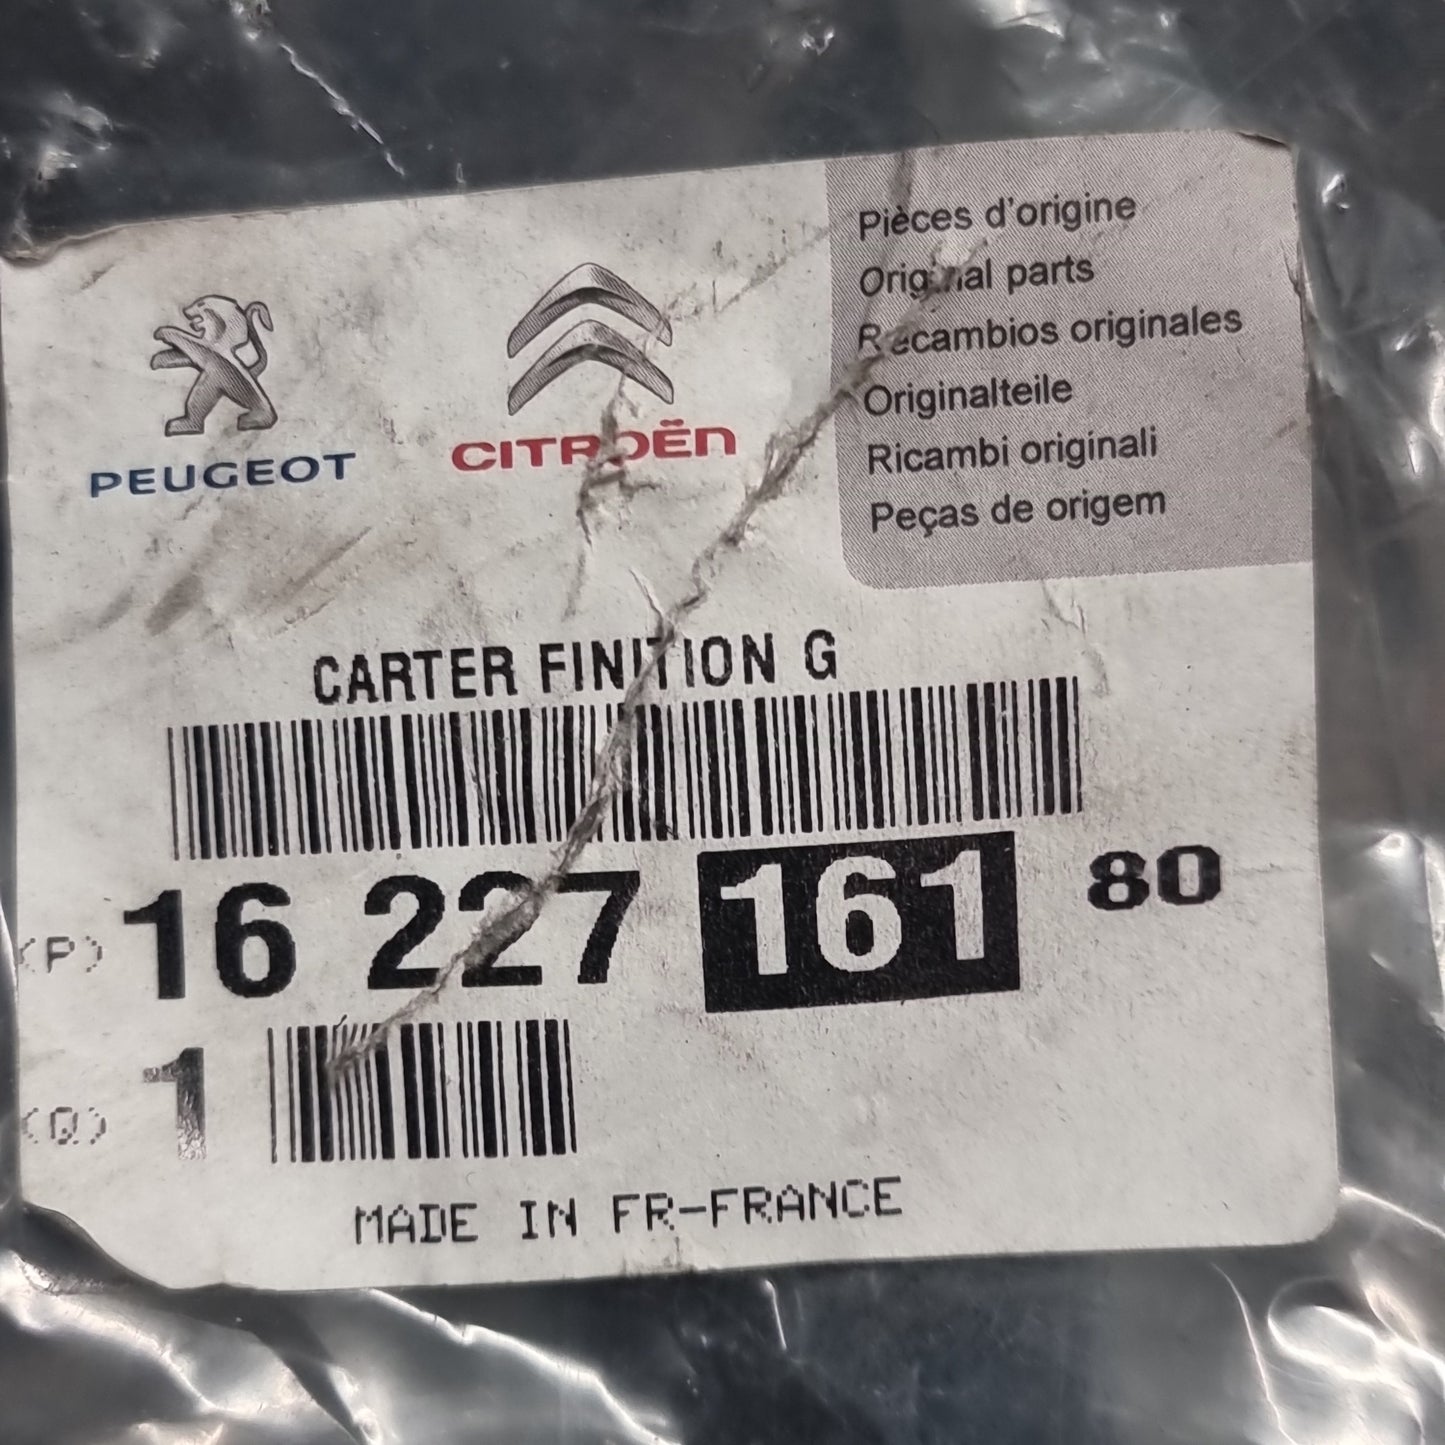 PEUGEOT
CITROËN
Pièces d'origine
Original parts
Recambios originales
Originalteile
Ricambi originali
Peças de origem
CARTER FINITION G
(P) 16 227 161 80
(Q) 1
MADE IN FR-FRANCE